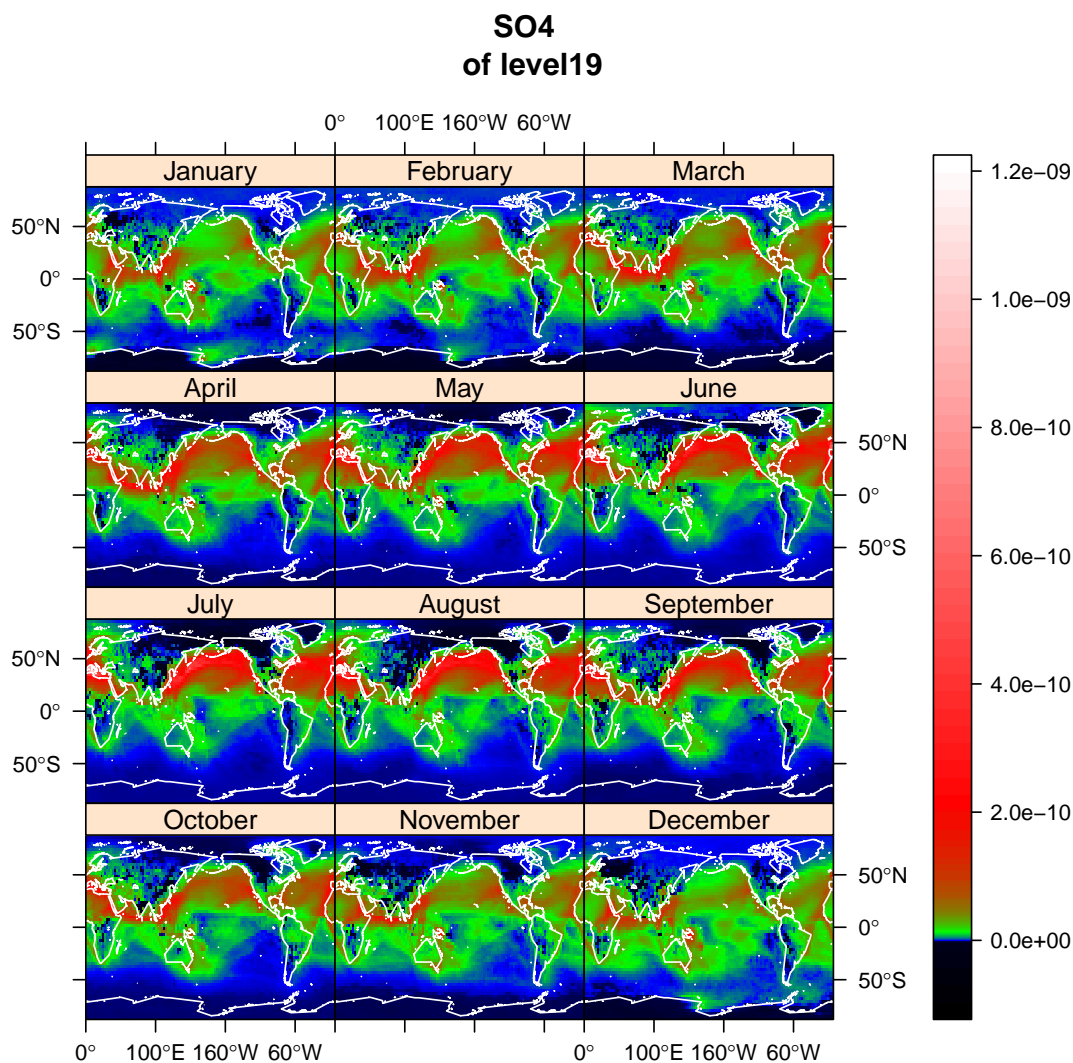 SO4
of level19
0° 100°E 160°W 60°W
January February March
50°N
0°
50°S
1.2e−09
1.0e−09
8.0e−10
6.0e−10
4.0e−10
2.0e−10
0.0e+00
April May June
50°N
0°
50°S
July August September
50°N
0°
50°S
October November December
50°N
0°
50°S
0° 100°E 160°W 60°W
0° 100°E 160°W 60°W